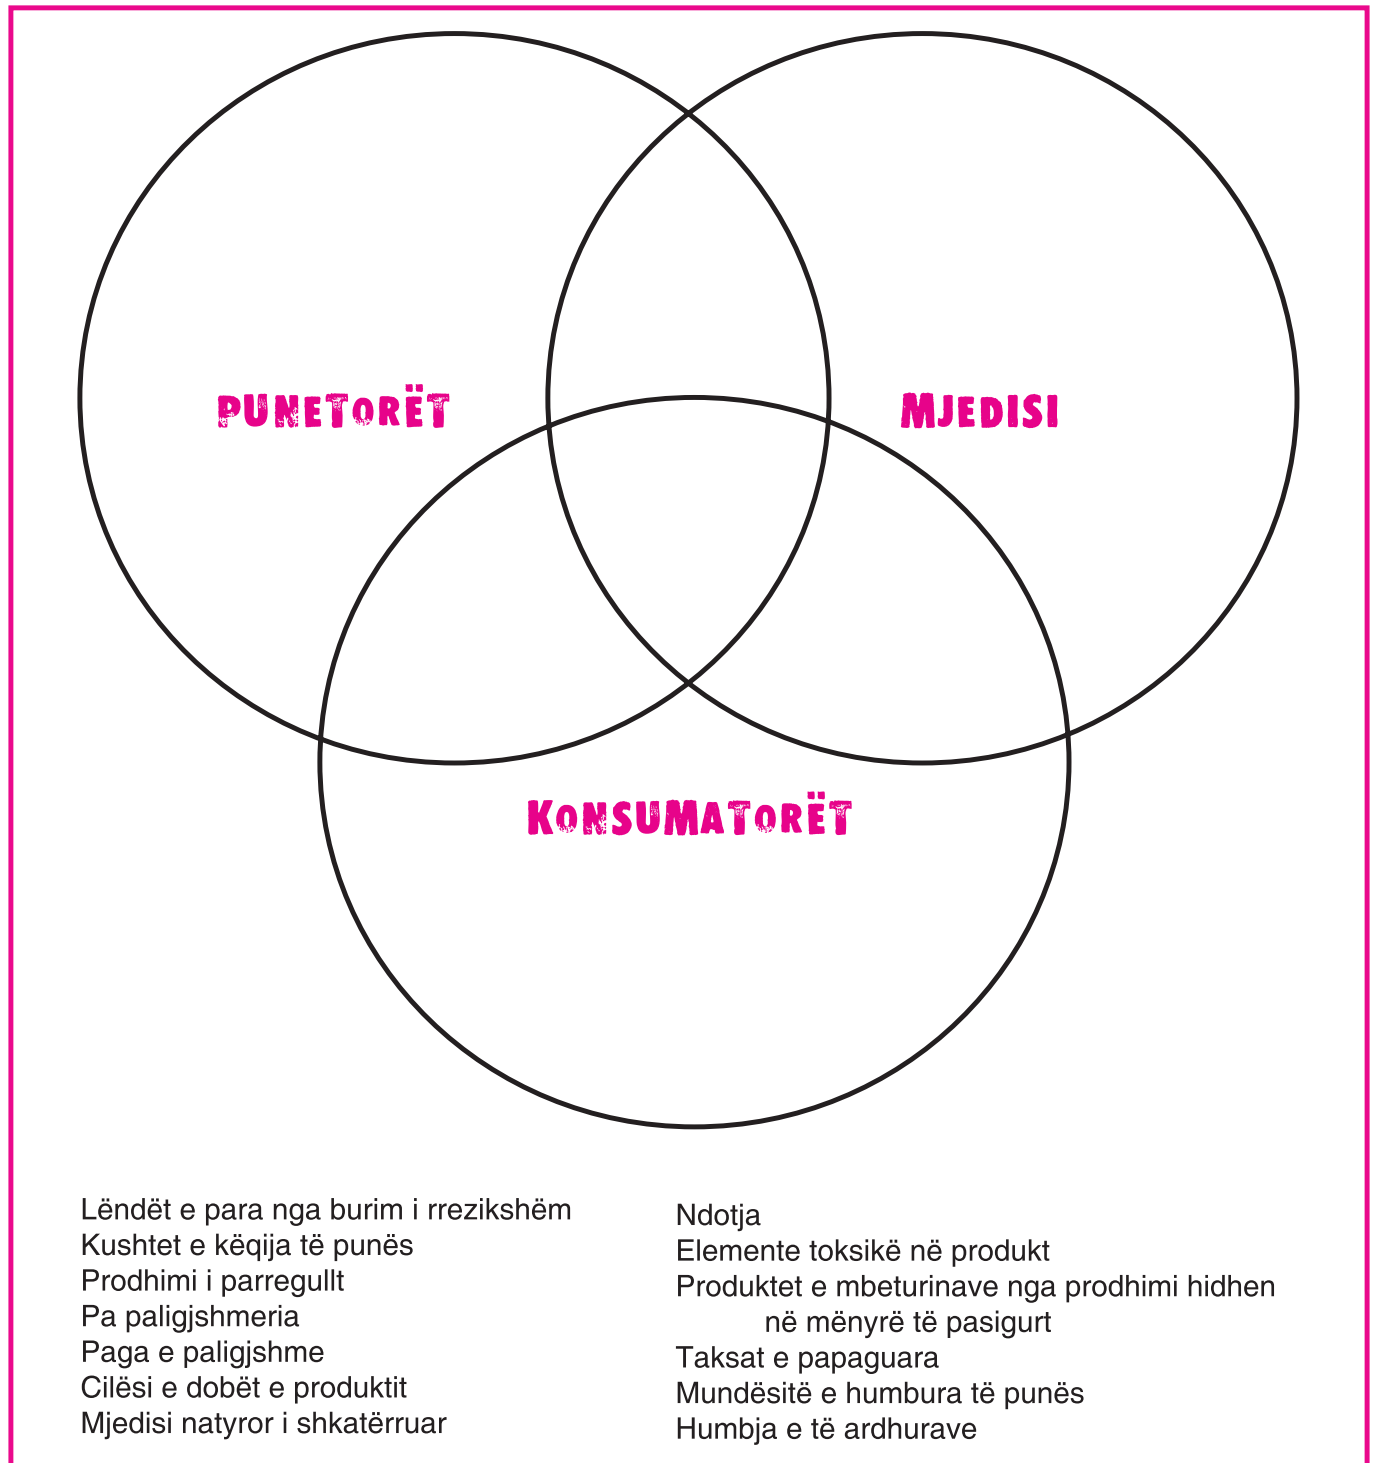 PUNETORËT
MJEDISI
KONSUMATORËT
Lëndët e para nga burim i rrezikshëm
Kushtet e këqija të punës
Prodhimi i parregullt
Pa paligjshmeria
Paga e paligjshme
Cilësi e dobët e produktit
Mjedisi natyror i shkatërruar
Ndotja
Elemente toksikë në produkt
Produktet e mbeturinave nga prodhimi hidhen
në mënyrë të pasigurt
Taksat e papaguara
Mundësitë e humbura të punës
Humbja e të ardhurave